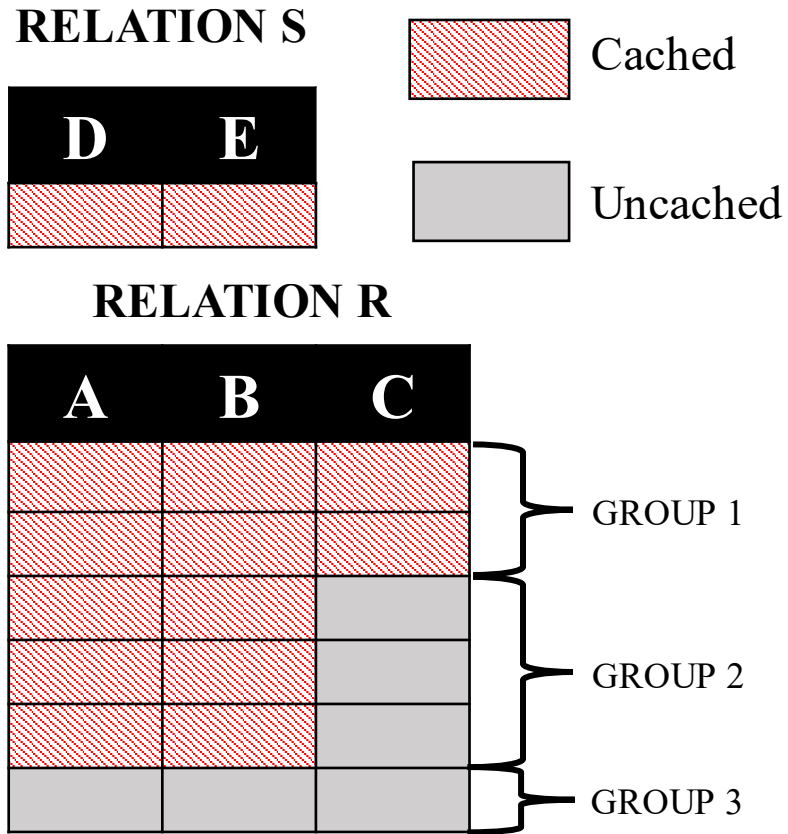 RELATION S
Cached
D E
Uncached
RELATION R
A B C
GROUP 1
GROUP 2
GROUP 3